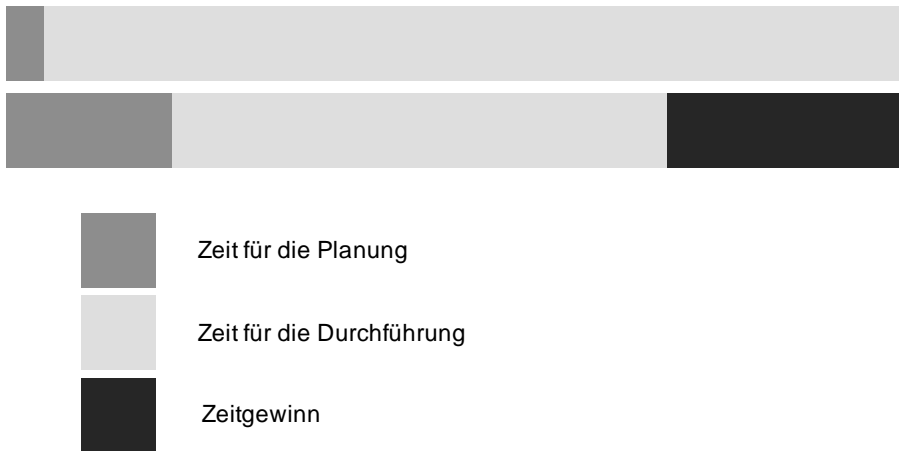 Zeit für die Planung
Zeit für die Durchführung
Zeitgewinn